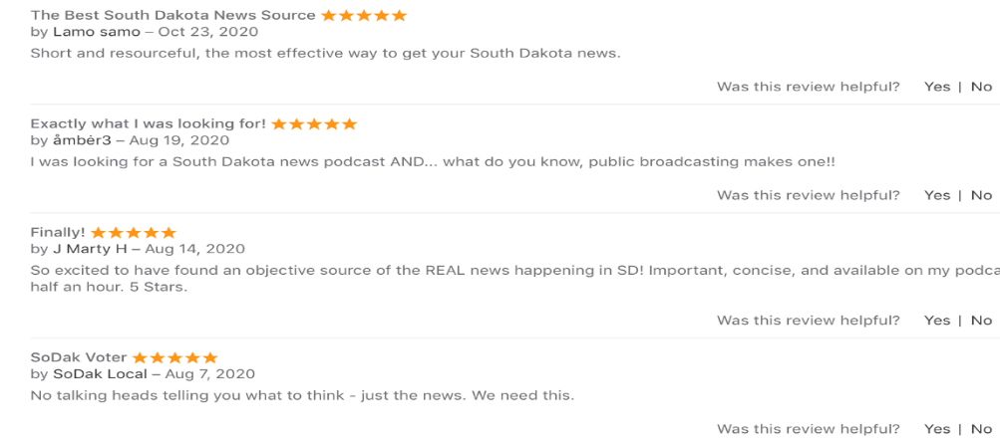 The Best South Dakota News Source ★★★★★
by Lamo samo – Oct 23, 2020
Short and resourceful, the most effective way to get your South Dakota news.
Was this review helpful? Yes | No
Exactly what I was looking for! ★★★★★
by åmbėr3 – Aug 19, 2020
I was looking for a South Dakota news podcast AND... what do you know, public broadcasting makes one!!
Was this review helpful? Yes | No
Finally! ★★★★★
by J Marty H – Aug 14, 2020
So excited to have found an objective source of the REAL news happening in SD! Important, concise, and available on my podca
half an hour. 5 Stars.
Was this review helpful? Yes | No
SoDak Voter ★★★★★
by SoDak Local – Aug 7, 2020
No talking heads telling you what to think - just the news. We need this.
Was this review helpful? Yes | No